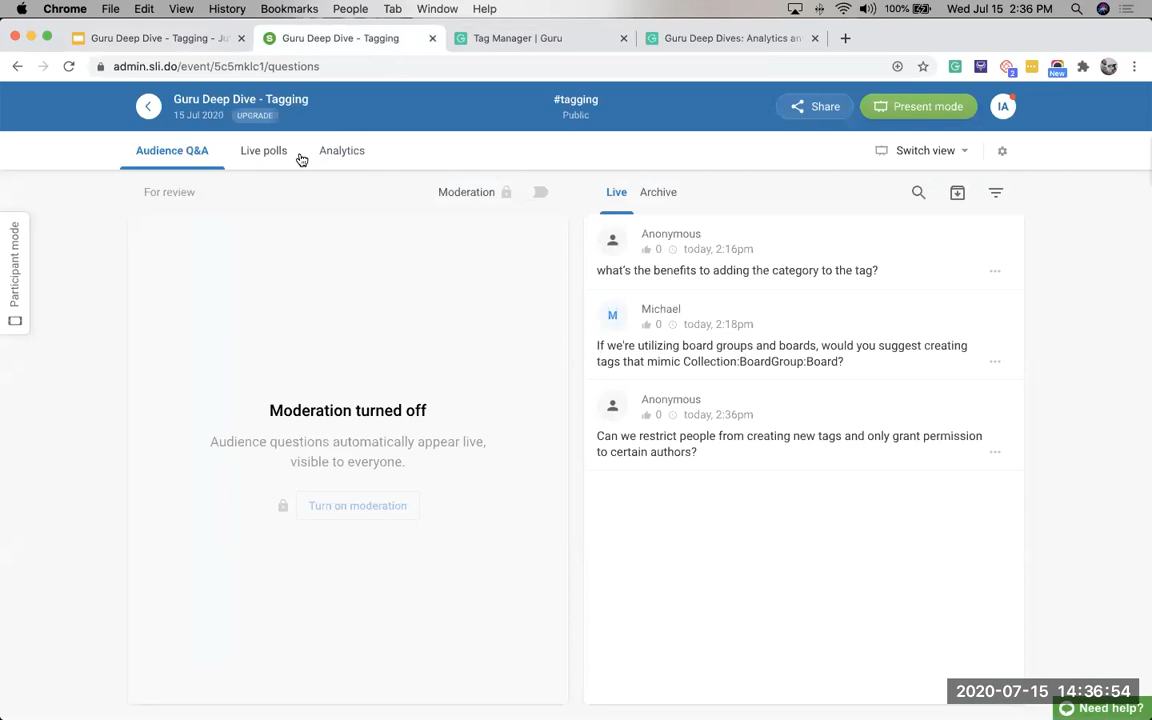 Chrome File Edit View History Bookmarks People Tab Window Help 100% Wed Jul 15 2:36 PM
Guru Deep Dive - Tagging - Ju
Guru Deep Dive - Tagging
Tag Manager | Guru
Guru Deep Dives: Analytics an
admin.sli.do/event/5c5mklc1/questions
2
New
Guru Deep Dive - Tagging
15 Jul 2020 UPGRADE
#tagging
Public
Share
Present mode
IA
Audience Q&A
Live polls
Analytics
Switch view
Participant mode
For review
Moderation
Live
Archive
Moderation turned off
Audience questions automatically appear live,
visible to everyone.
Turn on moderation
Anonymous
0 today, 2:16pm
what's the benefits to adding the category to the tag?
M
Michael
0 today, 2:18pm
If we're utilizing board groups and boards, would you suggest creating
tags that mimic Collection:BoardGroup:Board?
Anonymous
0 today, 2:36pm
Can we restrict people from creating new tags and only grant permission
to certain authors?
2020-07-15 14:36:54
Need help?